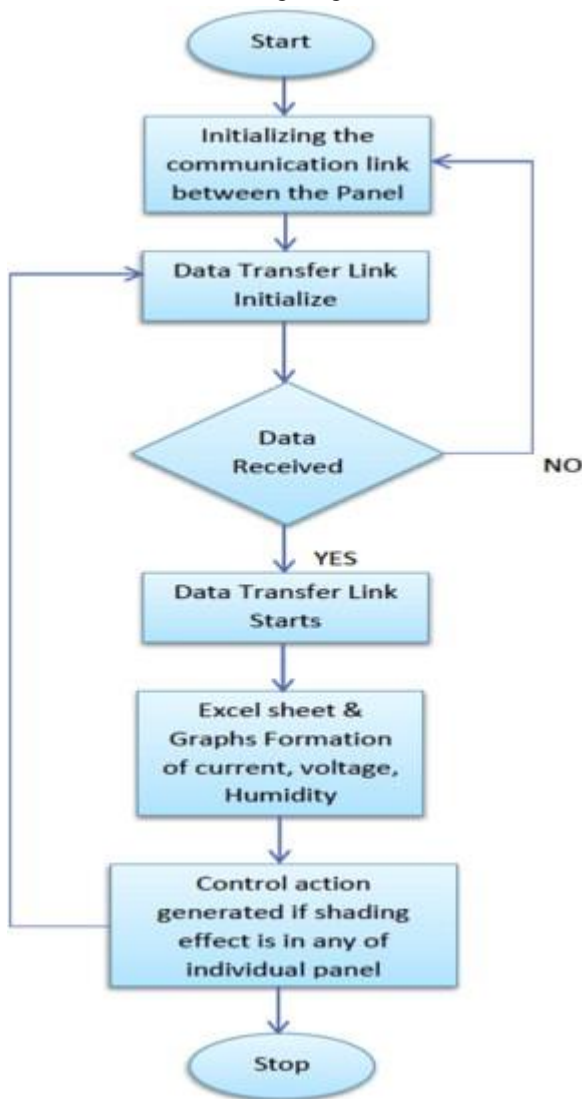 Start
Initializing the
communication link
between the Panel
Data Transfer Link
Initialize
Data
Received
NO
YES
Data Transfer Link
Starts
Excel sheet &
Graphs Formation
of current, voltage,
Humidity
Control action
generated if shading
effect is in any of
individual panel
Stop